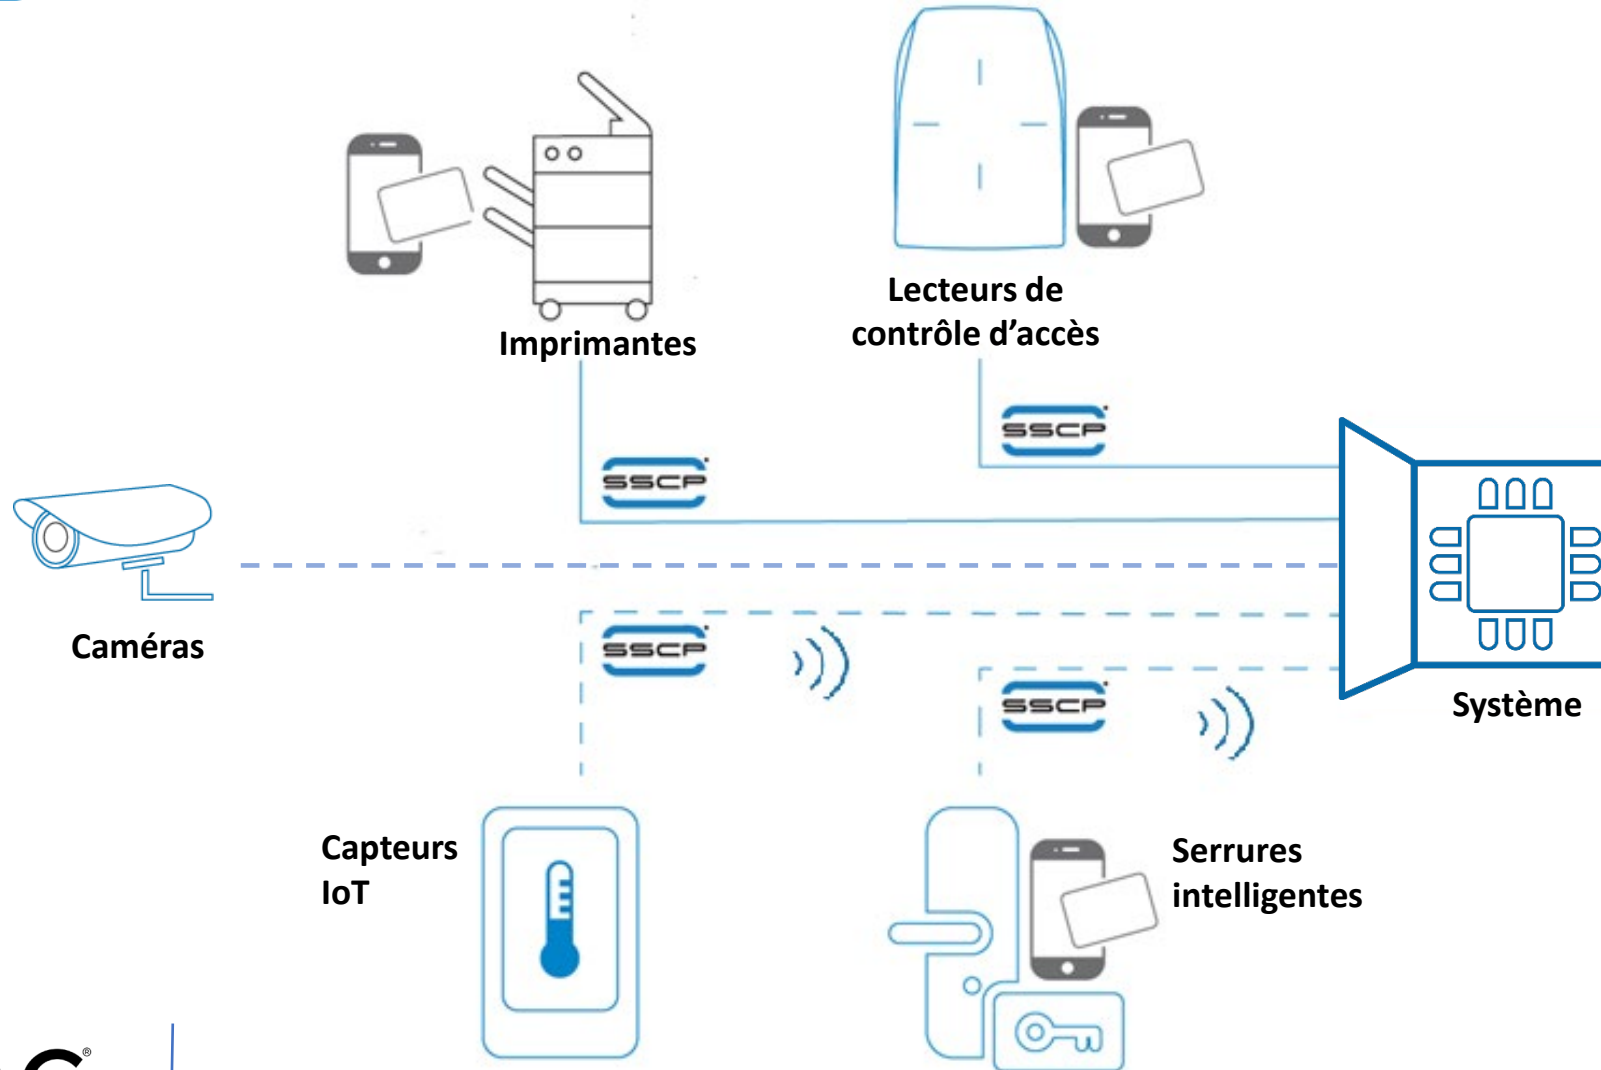 Lecteurs de
contrôle d'accès
Imprimantes
SSCP
SSCP
Caméras
SSCP
SSCP
Système
Capteurs
IoT
Serrures
intelligentes
®